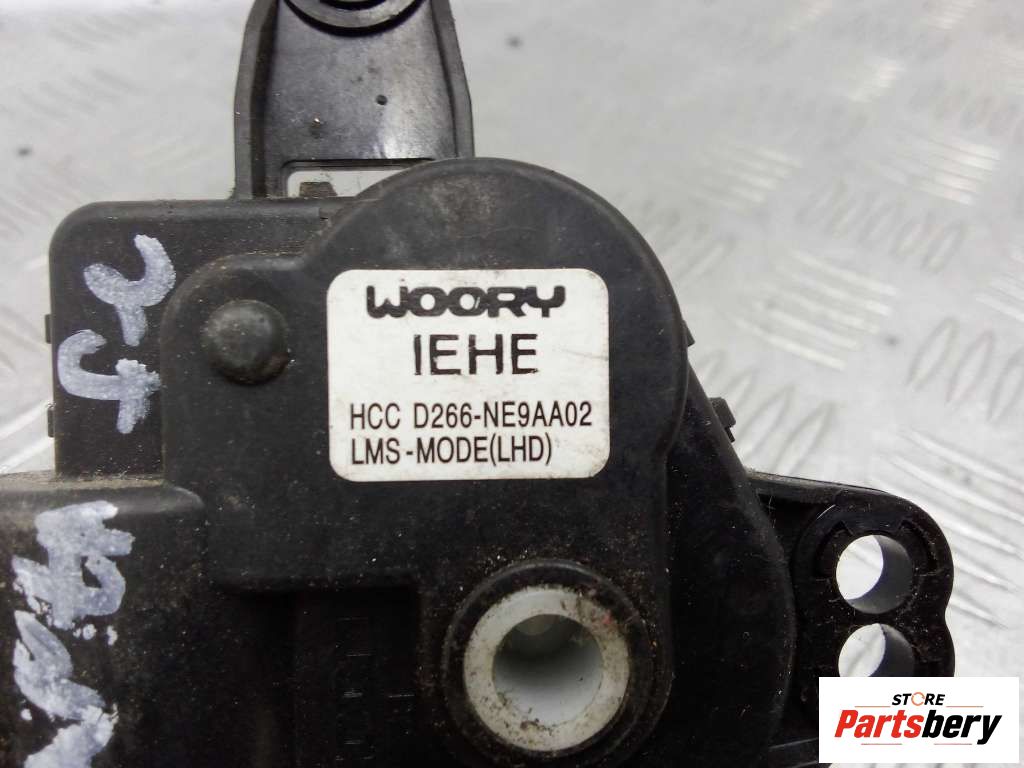 WOORY
IEHE
HCC D266-NE9AA02
LMS-MODE(LHD)
STORE
Partsbery